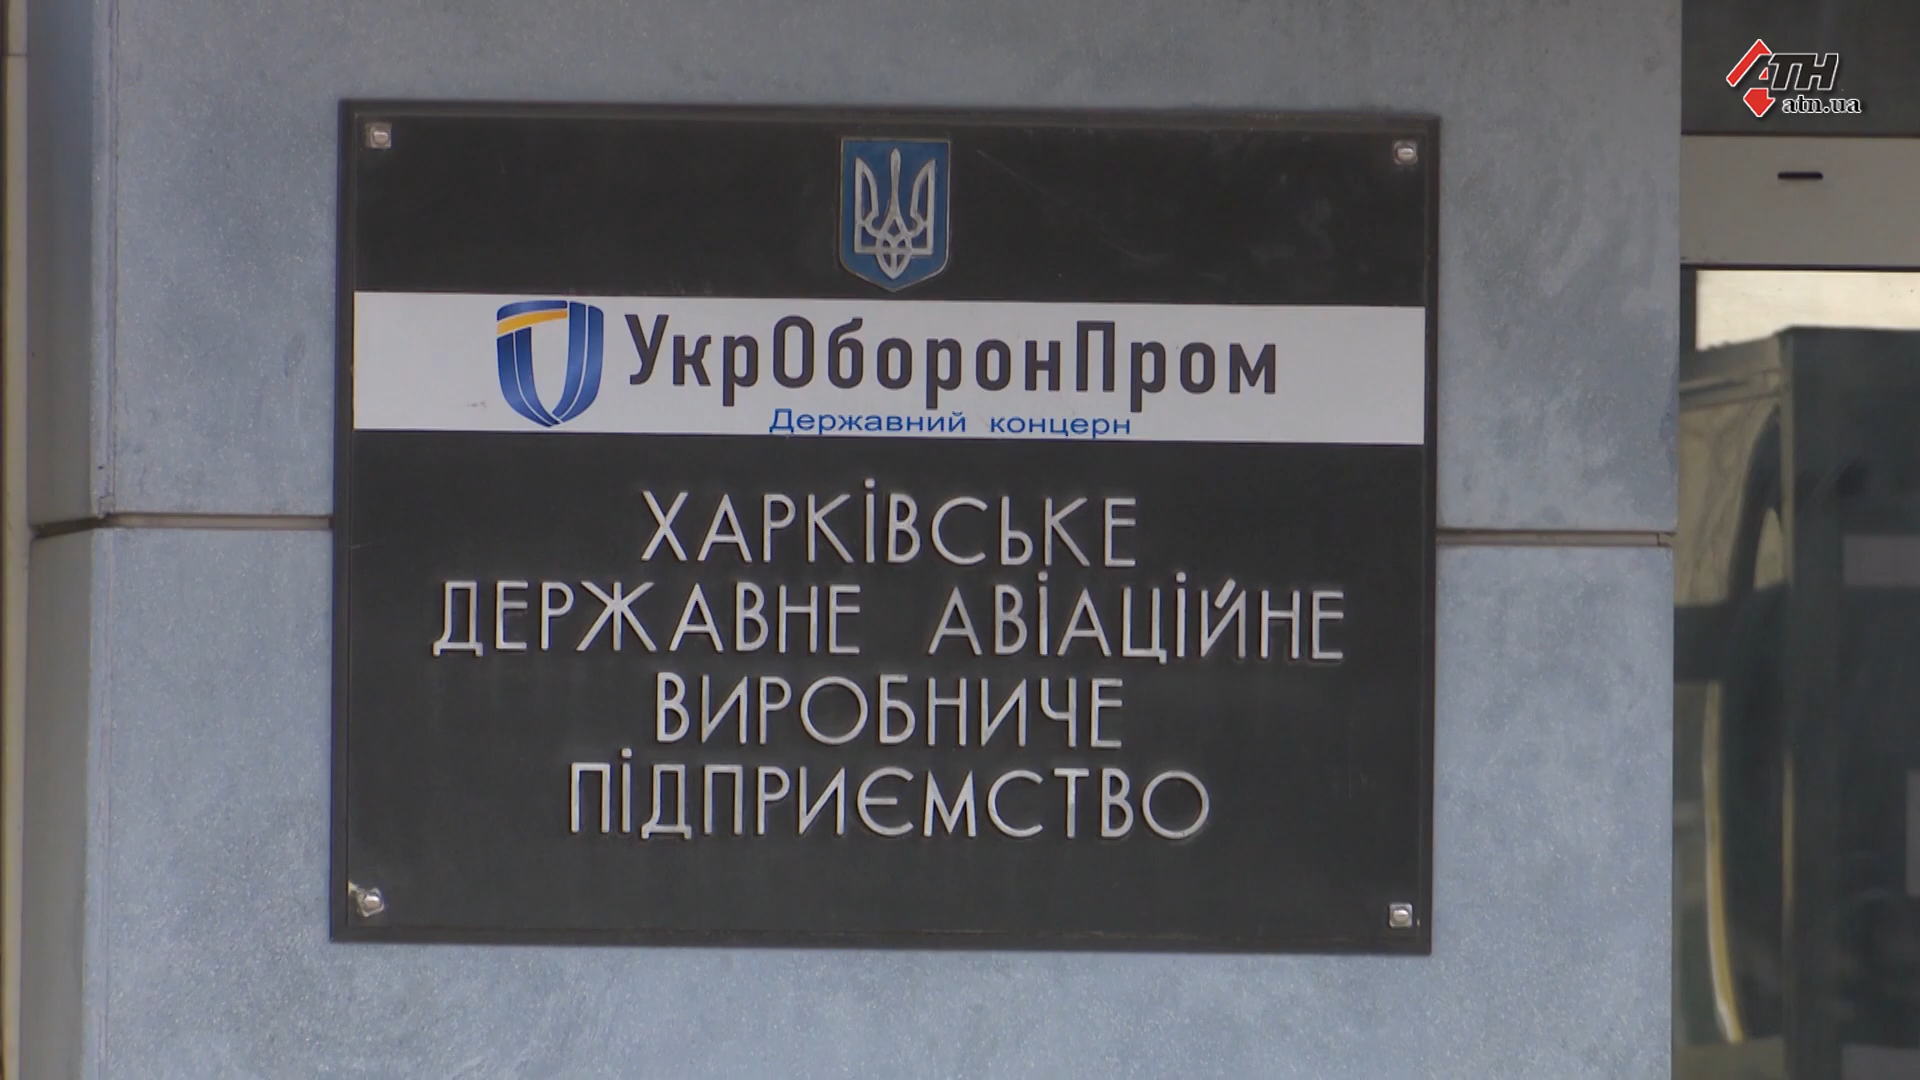 АТН
atn.ua
УкрОборонПром
Державний концерн
ХАРКІВСЬКЕ
ДЕРЖАВНЕ АВІАЦІЙНЕ
ВИРОБНИЧЕ
ПІДПРИЄМСТВО